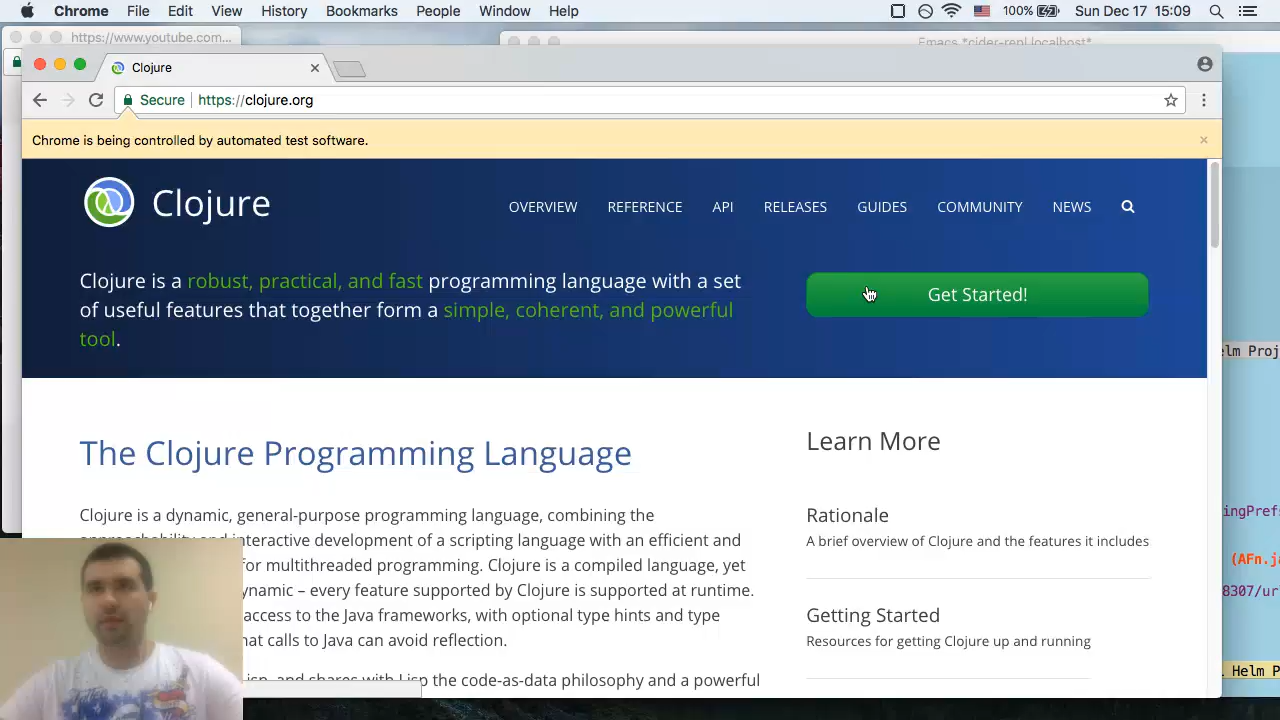 Chrome File Edit View History Bookmarks People Window Help 100% Sun Dec 17 15:09
https://www.youtube.com...
Emacs *cider-repl localhost*
Clojure
Secure https://clojure.org
Chrome is being controlled by automated test software.
Clojure
OVERVIEW REFERENCE API RELEASES GUIDES COMMUNITY NEWS
Clojure is a robust, practical, and fast programming language with a set
of useful features that together form a simple, coherent, and powerful
tool.
Get Started!
elm Proj
The Clojure Programming Language
Learn More
Clojure is a dynamic, general-purpose programming language, combining the
interactive development of a scripting language with an efficient and
for multithreaded programming. Clojure is a compiled language, yet
ynamic – every feature supported by Clojure is supported at runtime.
access to the Java frameworks, with optional type hints and type
hat calls to Java can avoid reflection.
isp, and shares with Lisp the code-as-data philosophy and a powerful
Rationale
A brief overview of Clojure and the features it includes
Getting Started
Resources for getting Clojure up and running
ingPrefs
(AFn.ja
8307/ur
Helm P